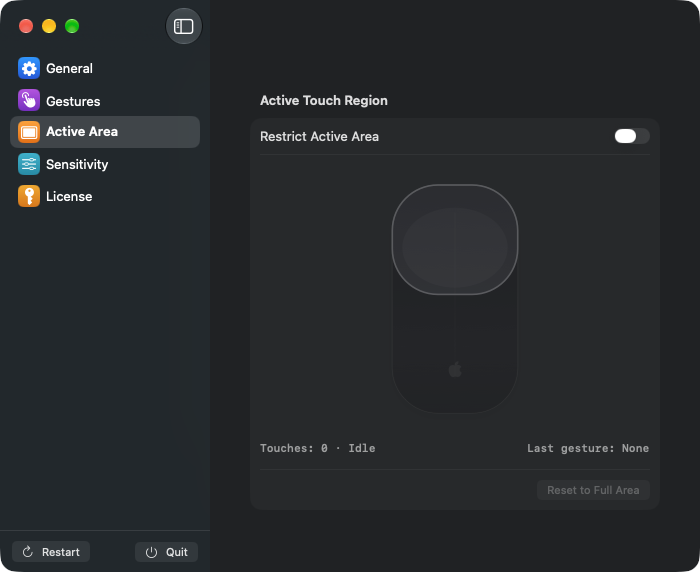 General
Gestures
Active Area
Sensitivity
License
Restart
Quit
Active Touch Region
Restrict Active Area
Touches: 0 · Idle
Last gesture: None
Reset to Full Area